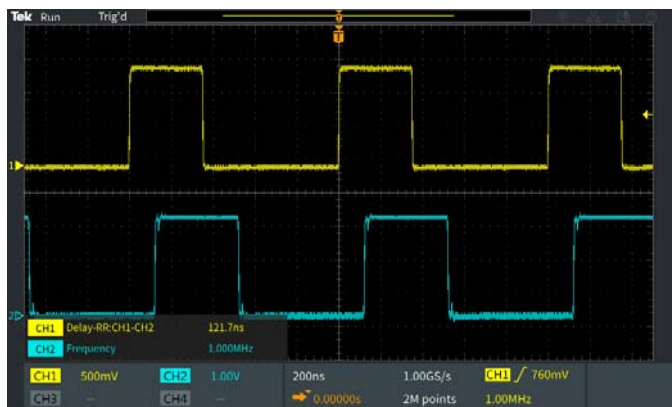 Tek Run Trig'd
T
T
1
2
CH1 Delay-RR:CH1-CH2 121.7ns
CH2 Frequency 1.000MHz
CH1 500mV CH2 1.00V 200ns 1.00GS/s CH1 760mV
CH3 — CH4 — 0.00000s 2M points 1.00MHz